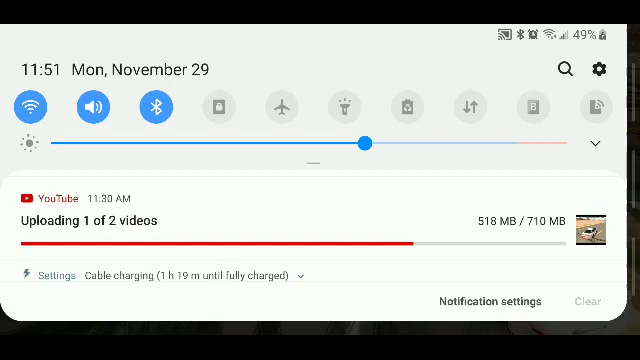 49%
11:51 Mon, November 29
B
YouTube 11:30 AM
Uploading 1 of 2 videos 518 MB / 710 MB
Settings Cable charging (1 h 19 m until fully charged)
Notification settings Clear